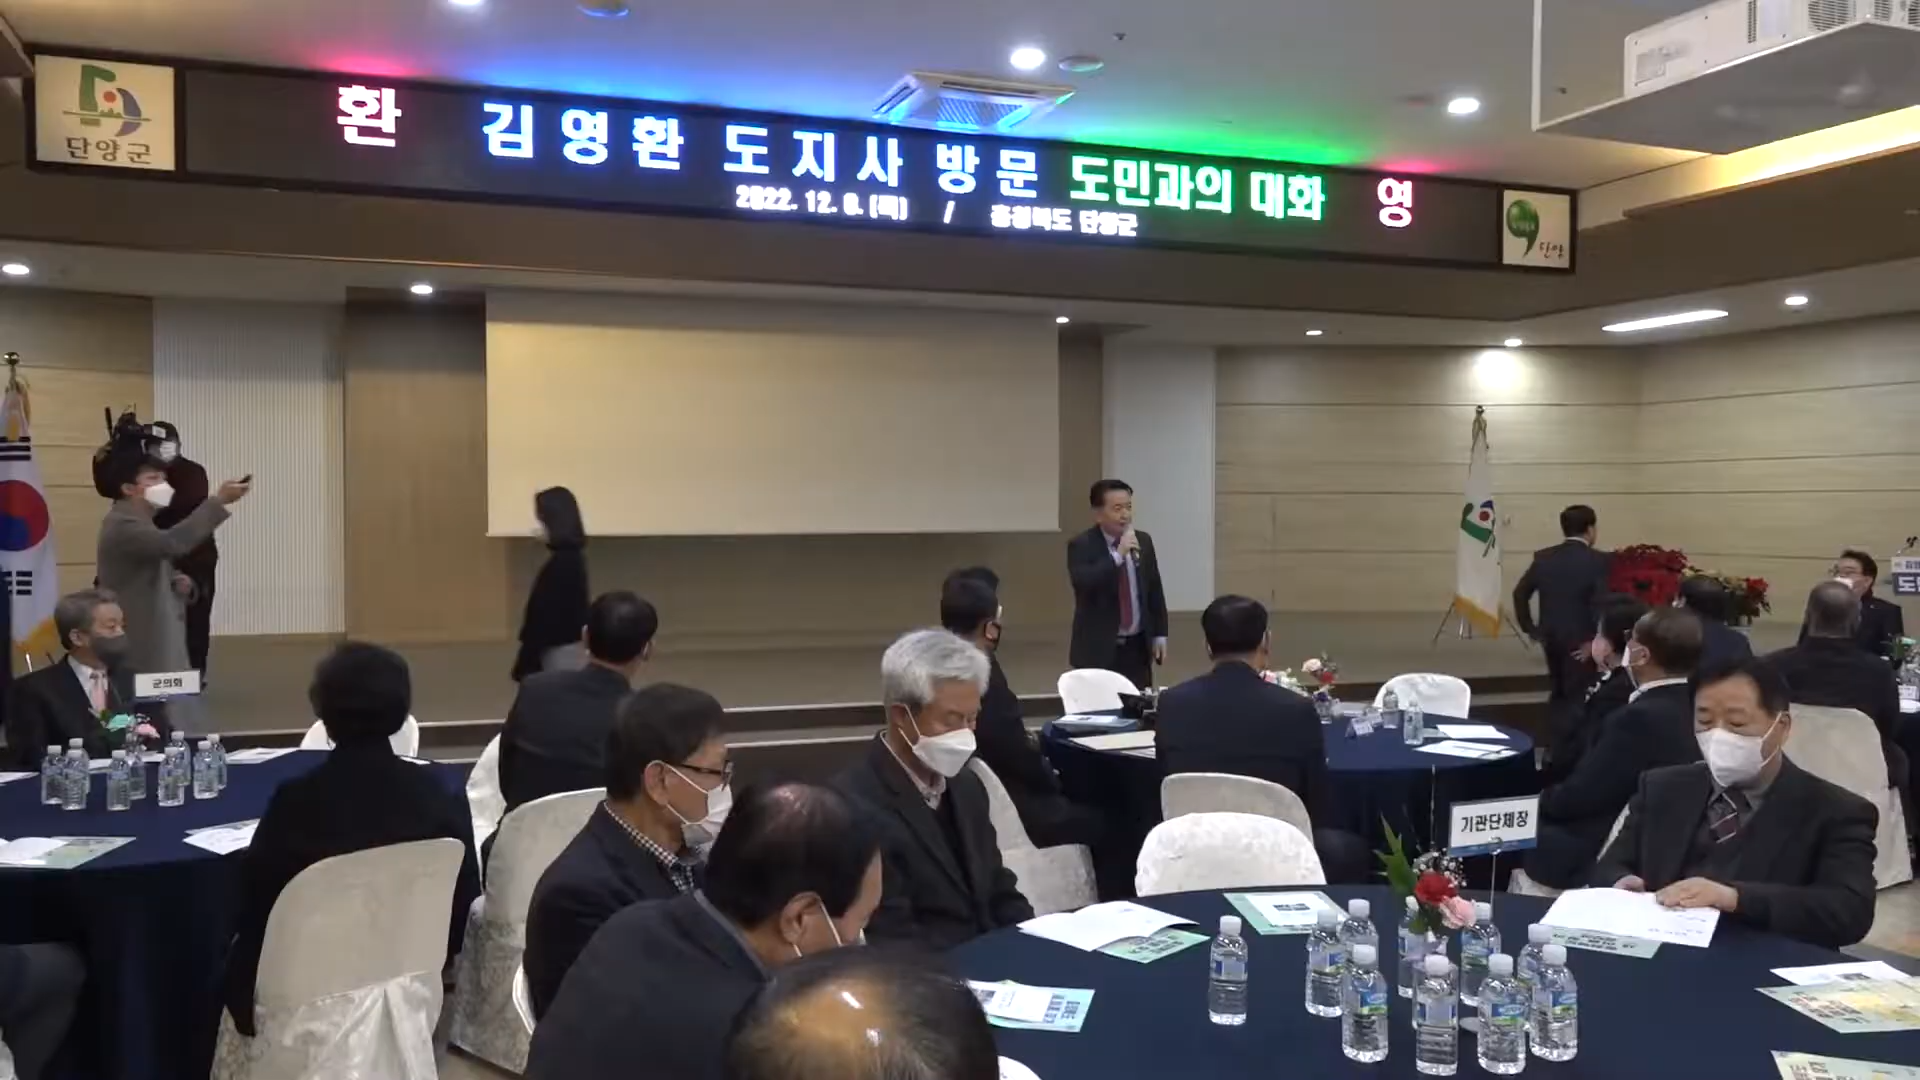 단양군
환 김영환 도지사 방문 도민과의 대화 영
2022. 12. 8. (목) / 충청북도 단양군
단양
군의회
기관단체장